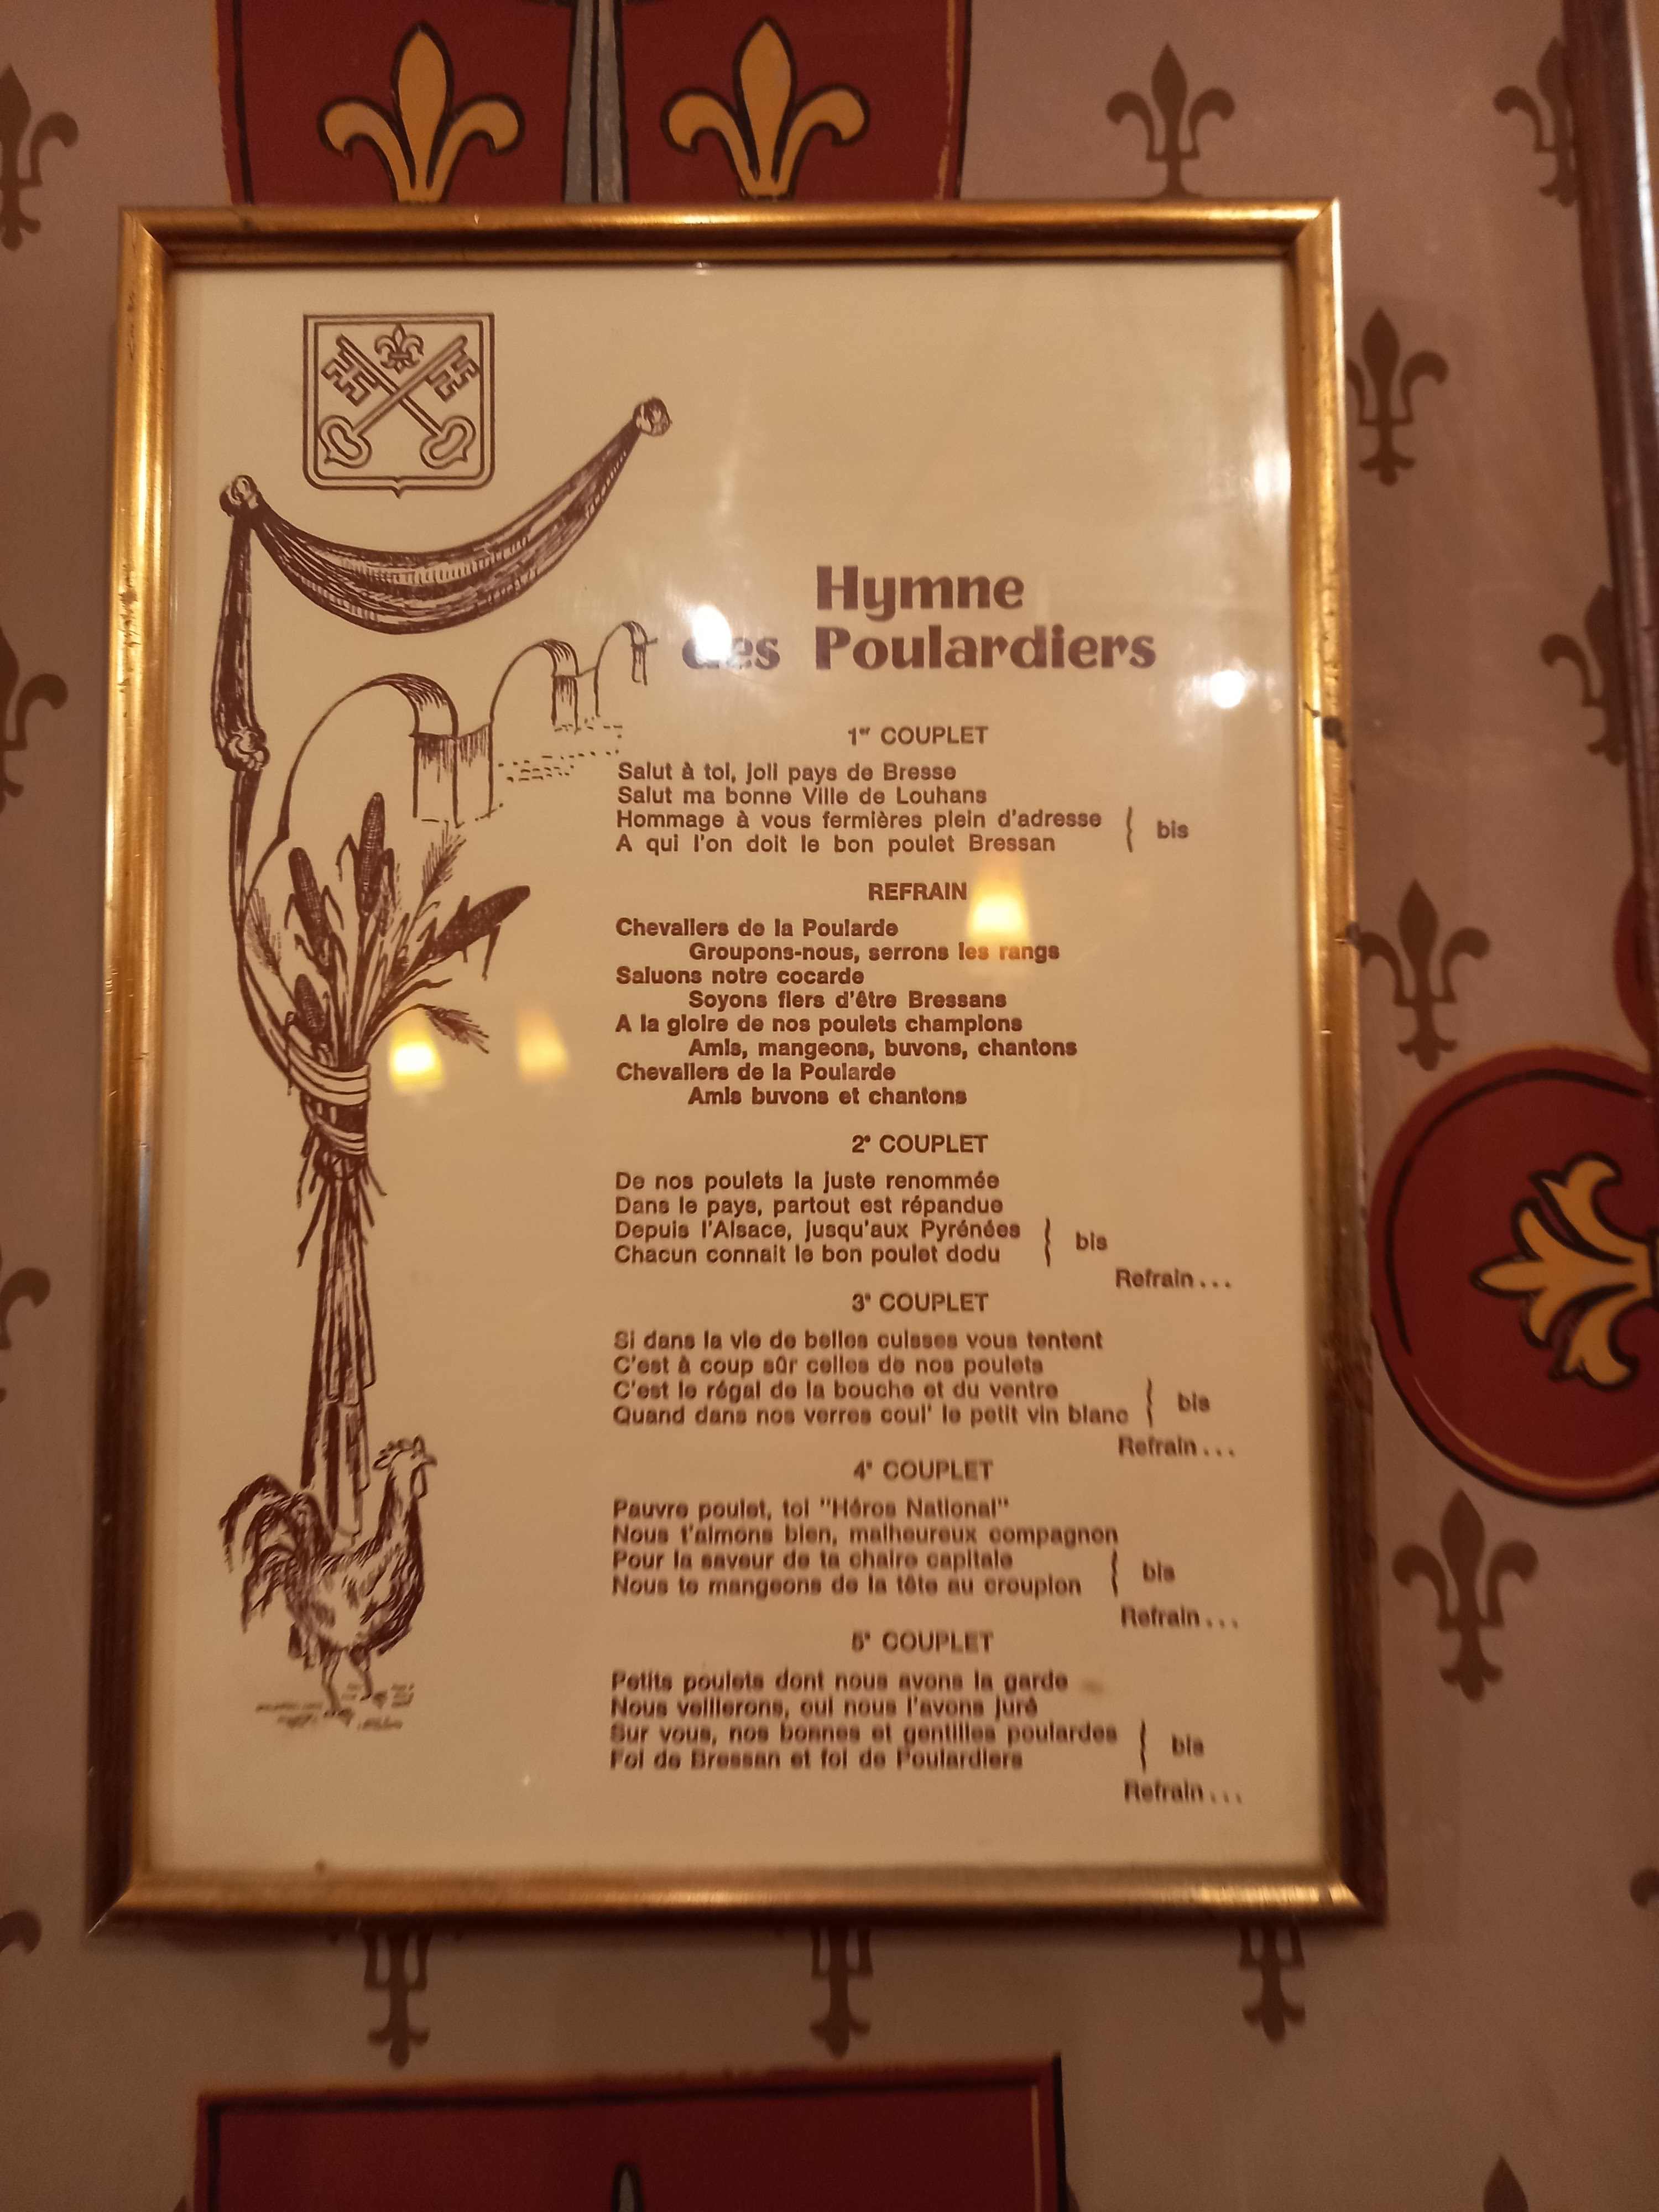 Hymne
des Poulardiers
1er COUPLET
Salut à toi, joli pays de Bresse
Salut ma bonne Ville de Louhans
Hommage à vous fermières plein d'adresse
A qui l'on doit le bon poulet Bressan
bis
REFRAIN
Chevaliers de la Poularde
Groupons-nous, serrons les rangs
Saluons notre cocarde
Soyons fiers d'être Bressans
A la gloire de nos poulets champions
Amis, mangeons, buvons, chantons
Chevaliers de la Poularde
Amis buvons et chantons
2e COUPLET
De nos poulets la juste renommée
Dans le pays, partout est répandue
Depuis l'Alsace, jusqu'aux Pyrénées
Chacun connait le bon poulet dodu
bis
Refrain...
3e COUPLET
Si dans la vie de belles cuisses vous tentent
C'est à coup sûr celles de nos poulets
C'est le régal de la bouche et du ventre
Quand dans nos verres coul' le petit vin blanc
bis
Refrain...
4e COUPLET
Pauvre poulet, toi "Héros National"
Nous t'aimons bien, malheureux compagnon
Pour la saveur de ta chaire capitale
Nous te mangeons de la tête au croupion
bis
Refrain...
5e COUPLET
Petits poulets dont nous avons la garde
Nous veillerons, oui nous l'avons juré
Sur vous, nos bonnes et gentilles poulardes
Foi de Bressan et foi de Poulardiers
bis
Refrain...